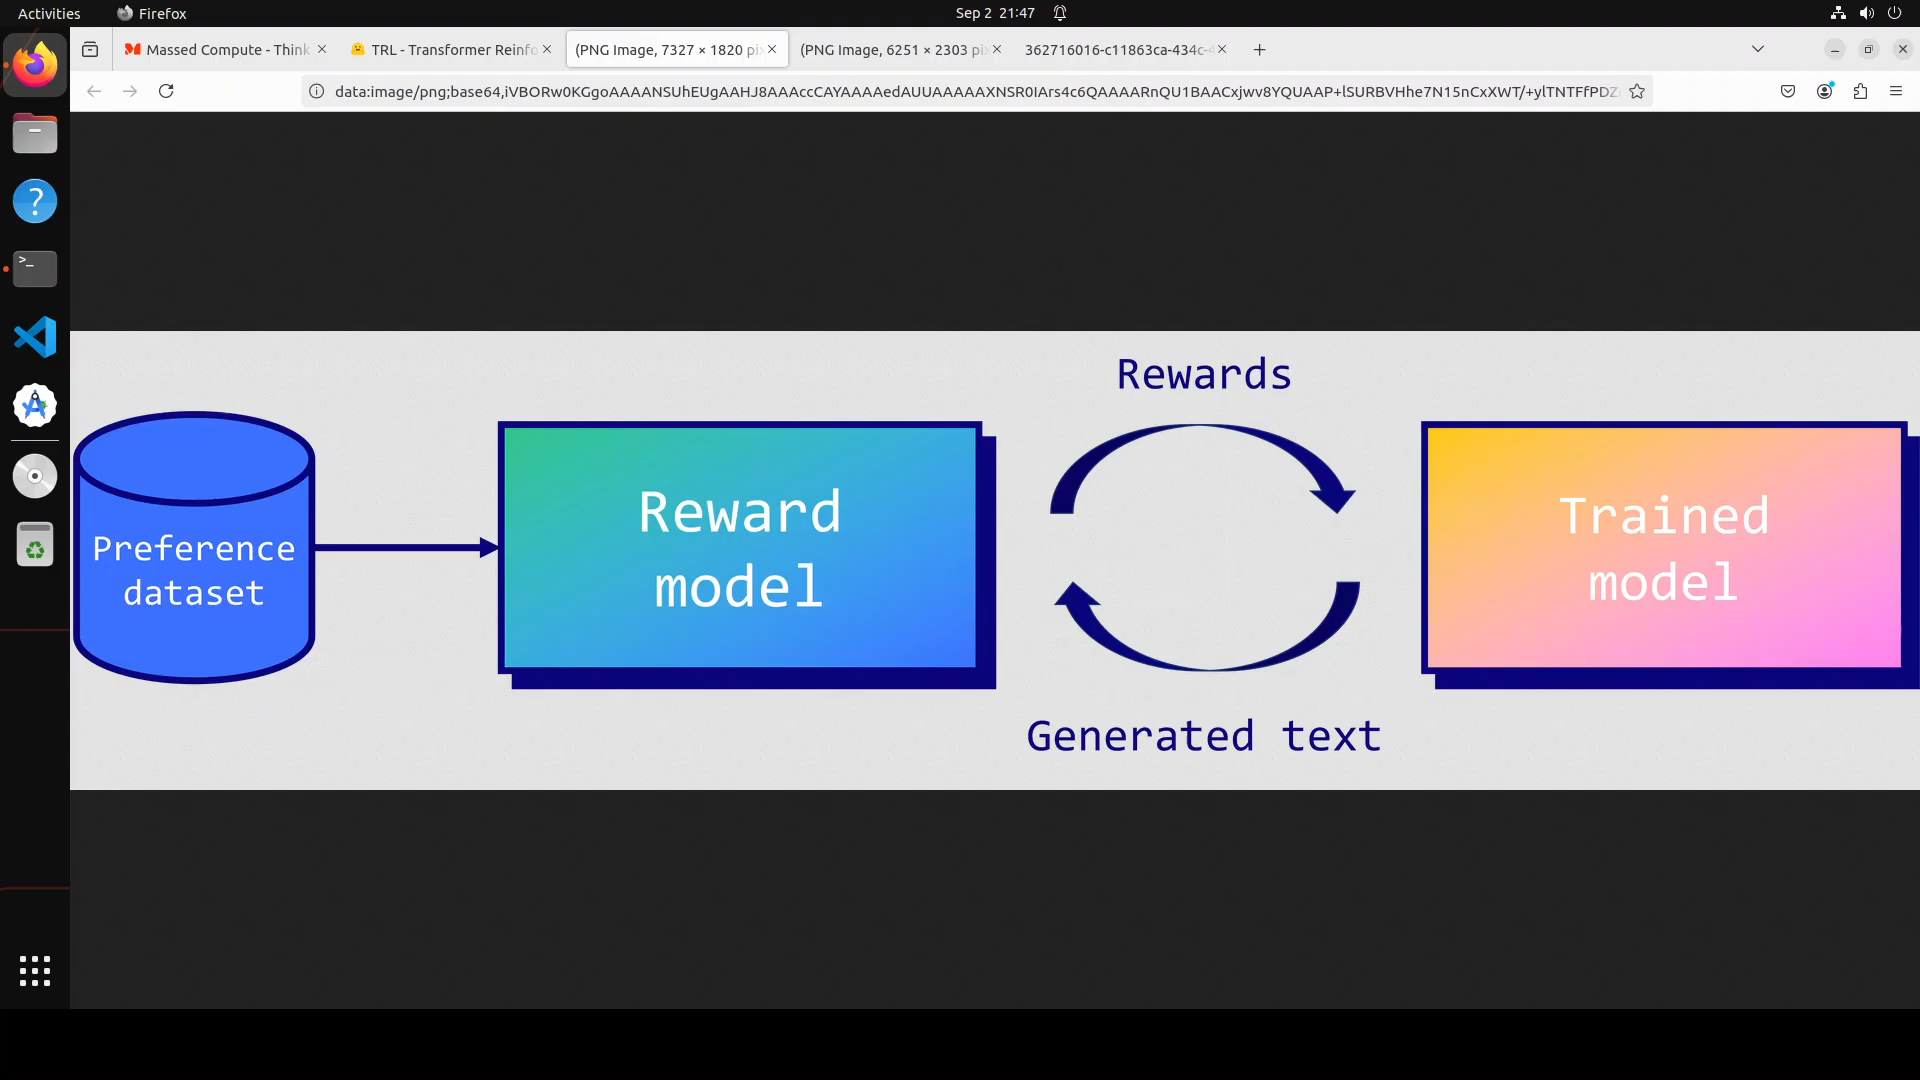 Activities
Firefox
Sep 2 21:47
Massed Compute - Think
TRL - Transformer Reinfo
(PNG Image, 7327 × 1820 pi
(PNG Image, 6251 × 2303 pi
362716016-c11863ca-434c-4
data:image/png;base64,iVBORw0KGgoAAAANSUhEUgAAHJ8AAAccCAYAAAAedAUUAAAAAXNSR0IArs4c6QAAAARnQU1BAACxjwv8YQUAAP+lSURBVHhe7N15nCxXWT/+ylTNTFfPDZ
Rewards
Preference
dataset
Reward
model
Trained
model
Generated text